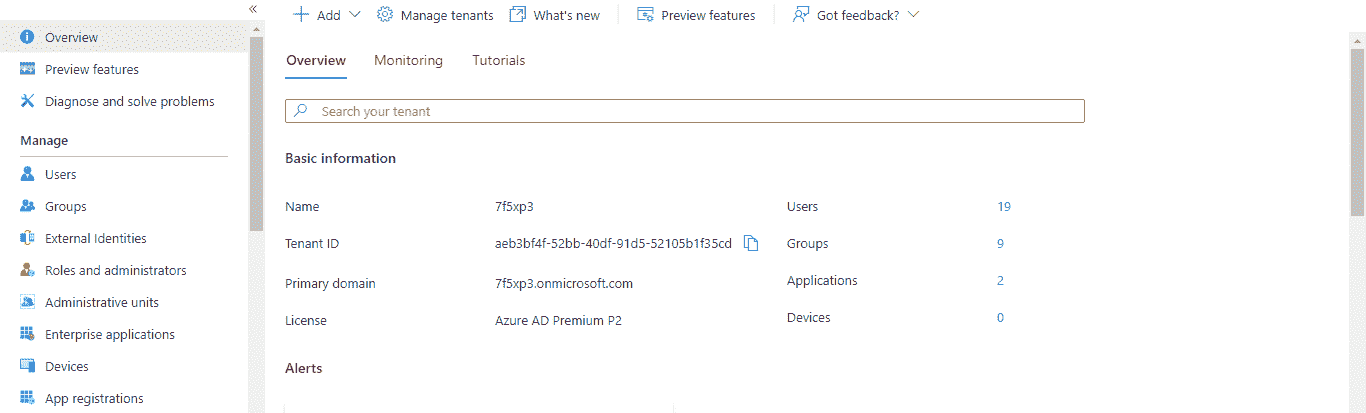 «
Add
Manage tenants
What's new
Preview features
Got feedback?
Overview
Preview features
Diagnose and solve problems
Manage
Users
Groups
External Identities
Roles and administrators
Administrative units
Enterprise applications
Devices
App registrations
Overview
Monitoring
Tutorials
Search your tenant
Basic information
Name 7f5xp3
Tenant ID aeb3bf4f-52bb-40df-91d5-52105b1f35cd
Primary domain 7f5xp3.onmicrosoft.com
License Azure AD Premium P2
Users 19
Groups 9
Applications 2
Devices 0
Alerts